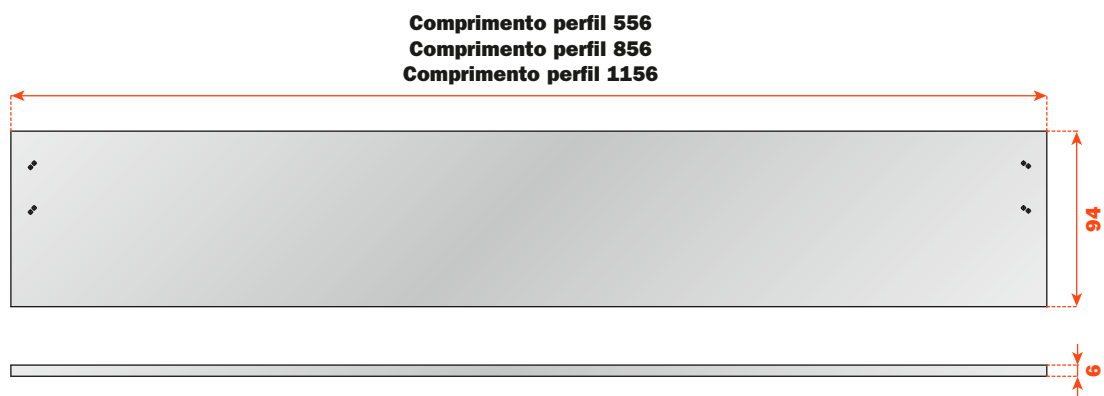 Comprimento perfil 556
Comprimento perfil 856
Comprimento perfil 1156
94
6